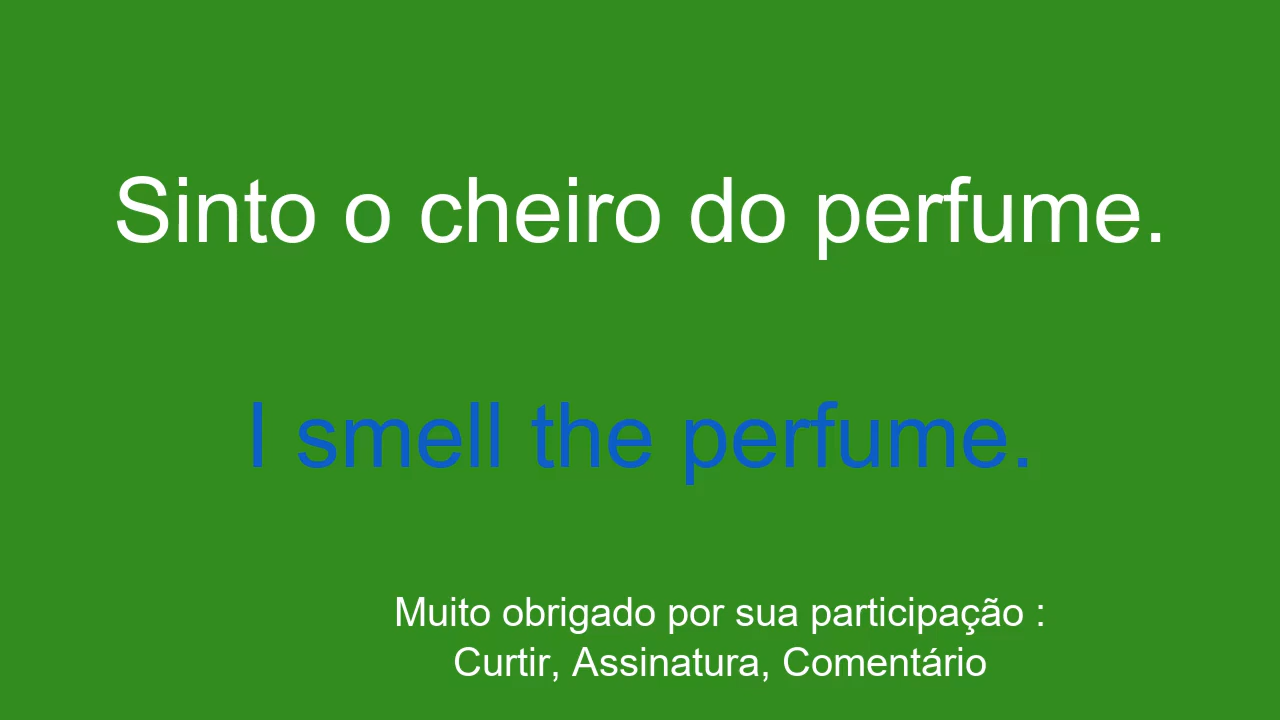 Sinto o cheiro do perfume.
I smell the perfume.
Muito obrigado por sua participação :
Curtir, Assinatura, Comentário